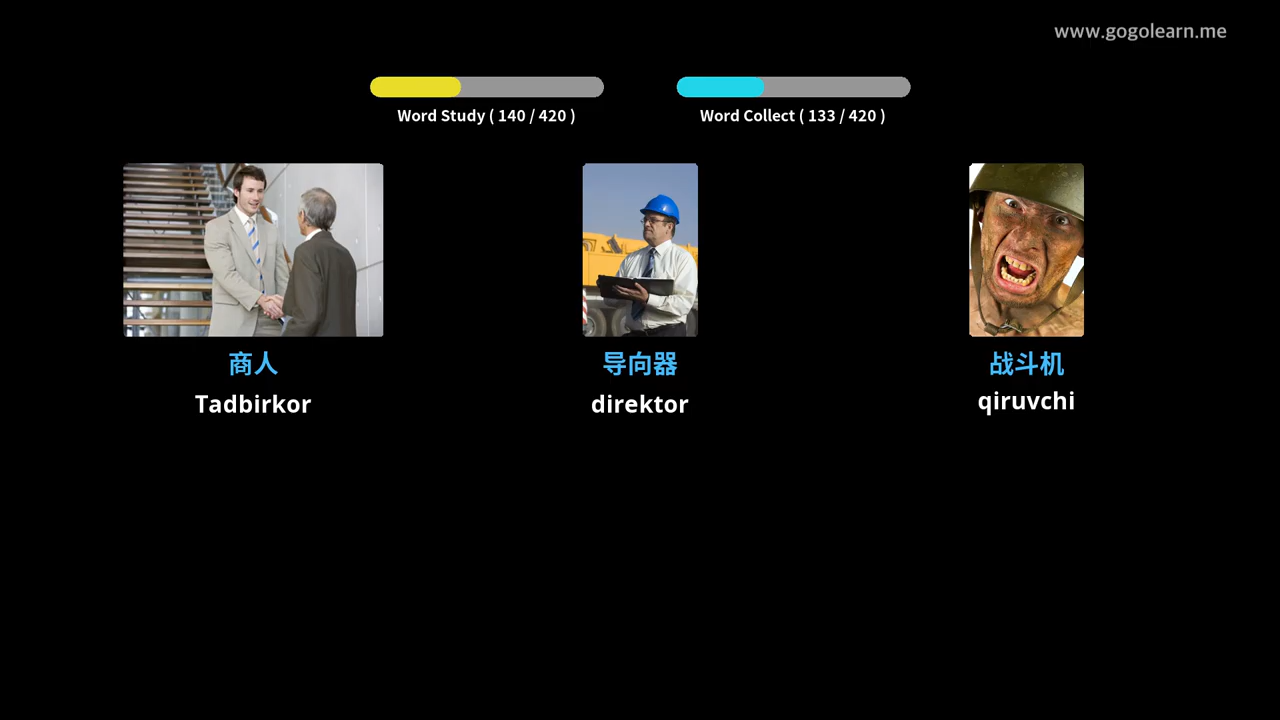 www.gogolearn.me
Word Study ( 140 / 420 )
Word Collect ( 133 / 420 )
商人
导向器
战斗机
Tadbirkor
direktor
qiruvchi